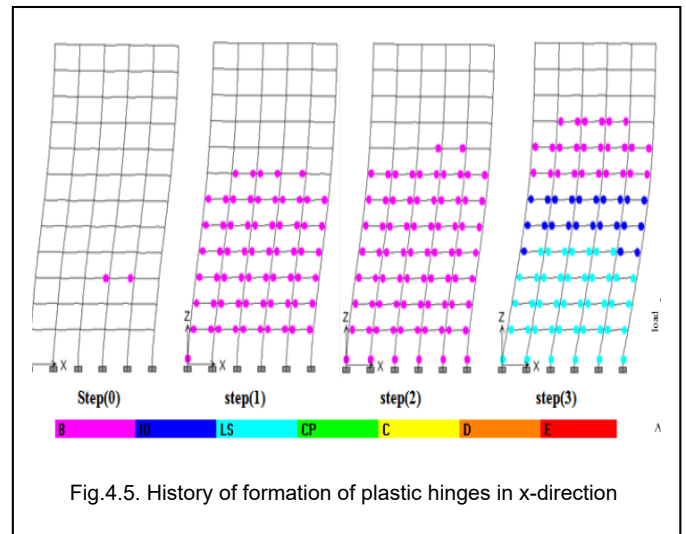 Z
X
Z
X
Z
X
Z
X
load
Step(0) step(1) step(2) step(3)
B IO LS CP C D E
Fig.4.5. History of formation of plastic hinges in x-direction